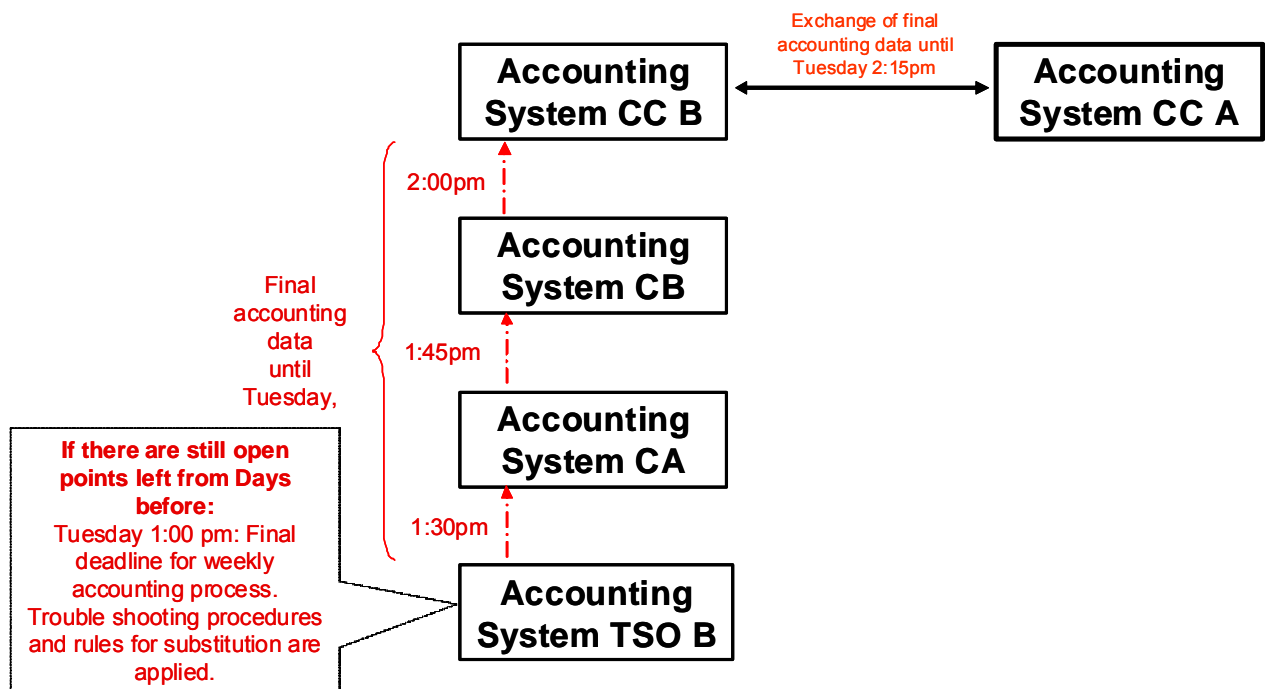 Exchange of final
accounting data until
Tuesday 2:15pm
Accounting
System CC B
Accounting
System CC A
2:00pm
Accounting
System CB
Final
accounting
data
until
Tuesday,
1:45pm
Accounting
System CA
If there are still open
points left from Days
before:
Tuesday 1:00 pm: Final
deadline for weekly
accounting process.
Trouble shooting procedures
and rules for substitution are
applied.
1:30pm
Accounting
System TSO B